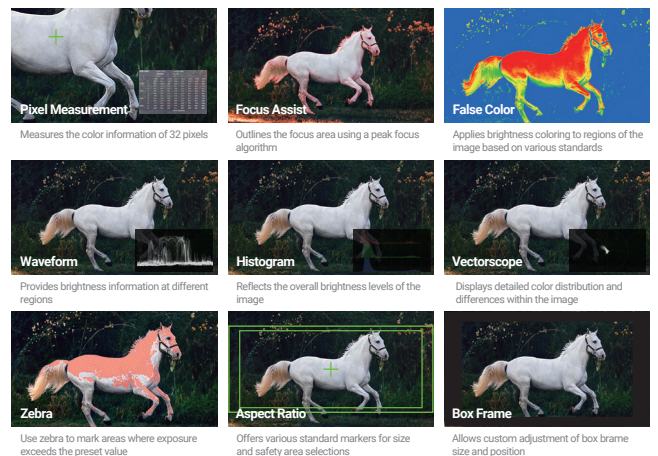 Pixel Measurement
Measures the color information of 32 pixels
Focus Assist
Outlines the focus area using a peak focus
algorithm
False Color
Applies brightness coloring to regions of the
image based on various standards
Waveform
Provides brightness information at different
regions
Histogram
Reflects the overall brightness levels of the
image
Vectorscope
Displays detailed color distribution and
differences within the image
Zebra
Use zebra to mark areas where exposure
exceeds the preset value
Aspect Ratio
Offers various standard markers for size
and safety area selections
Box Frame
Allows custom adjustment of box brame
size and position